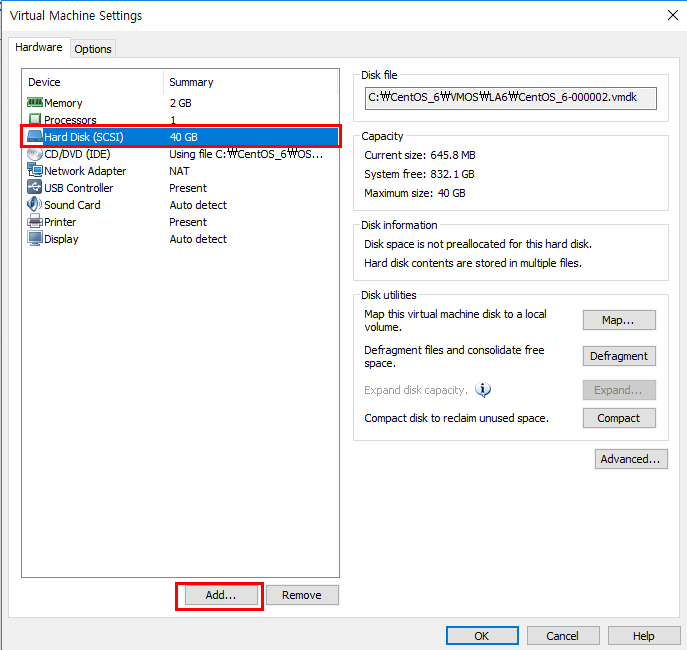 Virtual Machine Settings
Hardware Options
Device Summary
Memory 2 GB
Processors 1
Hard Disk (SCSI) 40 GB
CD/DVD (IDE) Using file C:₩CentOS_6₩OS...
Network Adapter NAT
USB Controller Present
Sound Card Auto detect
Printer Present
Display Auto detect
Add... Remove
Disk file
C:₩CentOS_6₩VMOS₩LA6₩CentOS_6-000002.vmdk
Capacity
Current size: 645.8 MB
System free: 832.1 GB
Maximum size: 40 GB
Disk information
Disk space is not preallocated for this hard disk.
Hard disk contents are stored in multiple files.
Disk utilities
Map this virtual machine disk to a local
volume.
Map...
Defragment files and consolidate free
space.
Defragment
Expand disk capacity. Expand...
Compact disk to reclaim unused space. Compact
Advanced...
OK Cancel Help